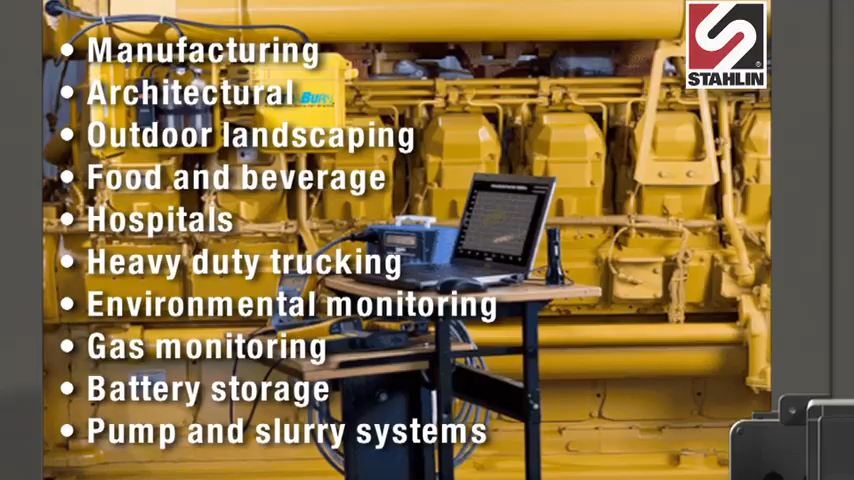 • Manufacturing
• Architectural
• Outdoor landscaping
• Food and beverage
• Hospitals
• Heavy duty trucking
• Environmental monitoring
• Gas monitoring
• Battery storage
• Pump and slurry systems
STAHLIN
®